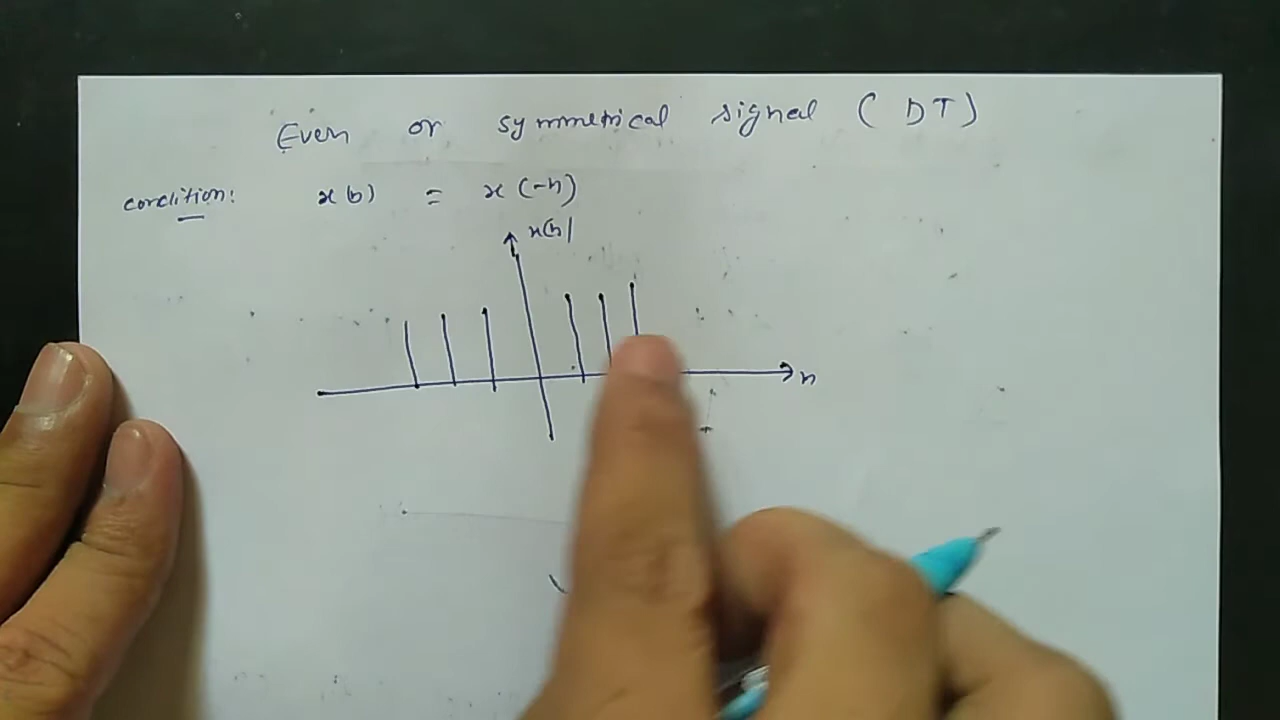 Even or symmetrical signal ( DT )
condition: x(n) = x(-n)
x(n)
n